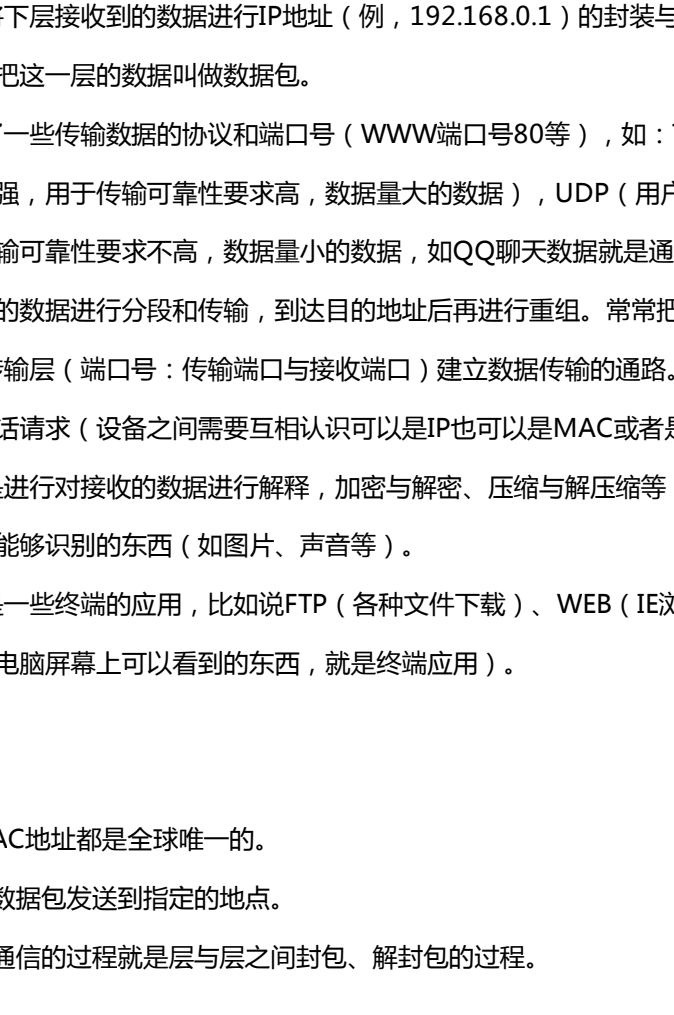 下层接收到的数据进行IP地址（例，192.168.0.1）的封装与
把这一层的数据叫做数据包。
一些传输数据的协议和端口号（WWW端口号80等），如：
强，用于传输可靠性要求高，数据量大的数据），UDP（用户
输可靠性要求不高，数据量小的数据，如QQ聊天数据就是通
的数据进行分段和传输，到达目的地址后再进行重组。常常把
输层（端口号：传输端口与接收端口）建立数据传输的通路。
话请求（设备之间需要互相认识可以是IP也可以是MAC或者是
进行对接收的数据进行解释，加密与解密、压缩与解压缩等
能够识别的东西（如图片、声音等）。
一些终端的应用，比如说FTP（各种文件下载）、WEB（IE浏
电脑屏幕上可以看到的东西，就是终端应用）。
AC地址都是全球唯一的。
数据包发送到指定的地点。
通信的过程就是层与层之间封包、解封包的过程。